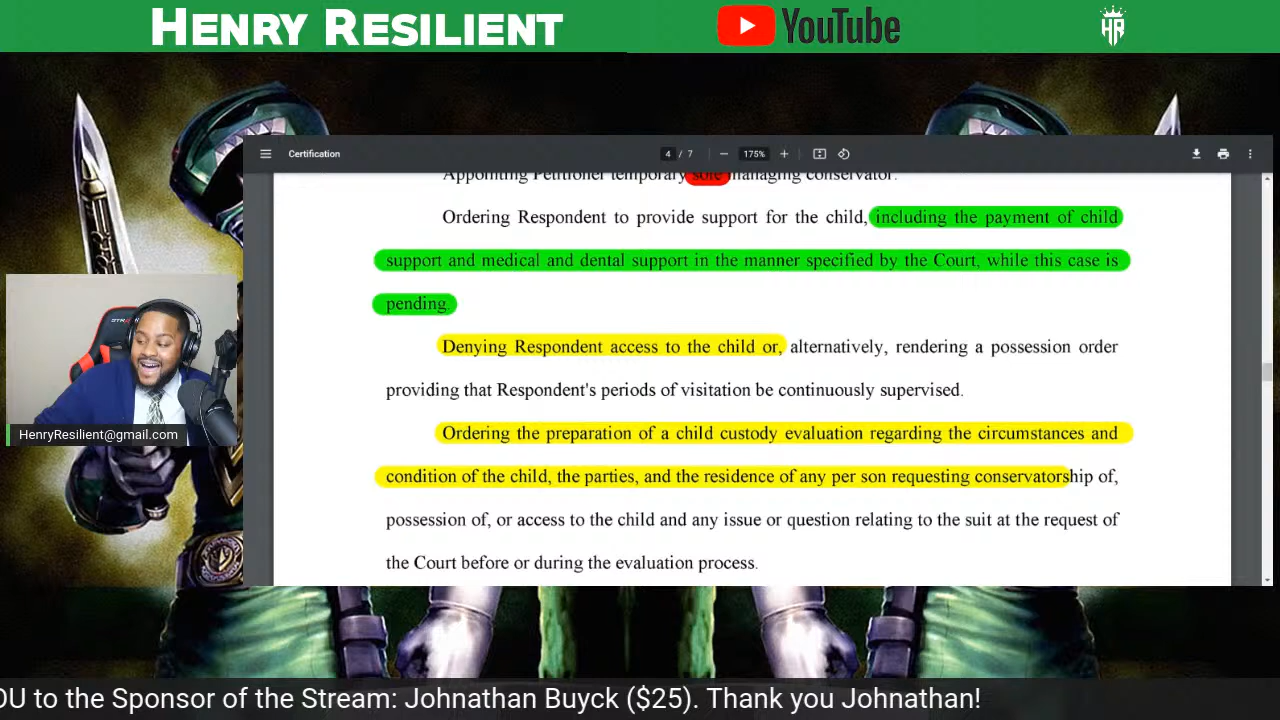 HENRY RESILIENT
YouTube
HR
Certification
4 / 7
175%
Appointing Petitioner temporary sole managing conservator.
Ordering Respondent to provide support for the child, including the payment of child
support and medical and dental support in the manner specified by the Court, while this case is
pending.
Denying Respondent access to the child or, alternatively, rendering a possession order
providing that Respondent's periods of visitation be continuously supervised.
Ordering the preparation of a child custody evaluation regarding the circumstances and
condition of the child, the parties, and the residence of any per son requesting conservatorship of,
possession of, or access to the child and any issue or question relating to the suit at the request of
the Court before or during the evaluation process.
HenryResilient@gmail.com
OU to the Sponsor of the Stream: Johnathan Buyck ($25). Thank you Johnathan!